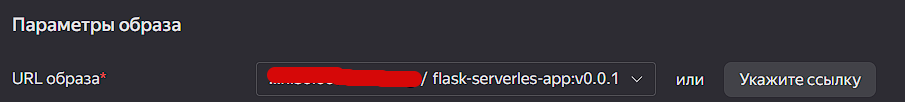 Параметры образа
URL образа* / flask-serverles-app:v0.0.1 или Укажите ссылку